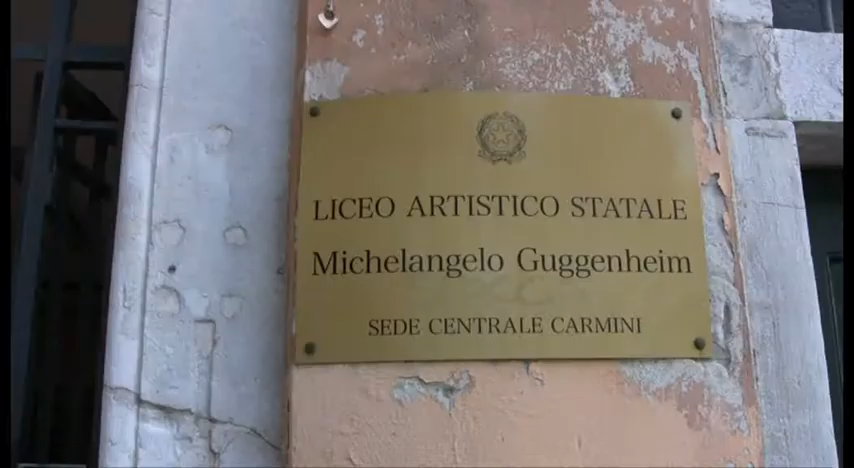 LICEO ARTISTICO STATALE
Michelangelo Guggenheim
SEDE CENTRALE CARMINI